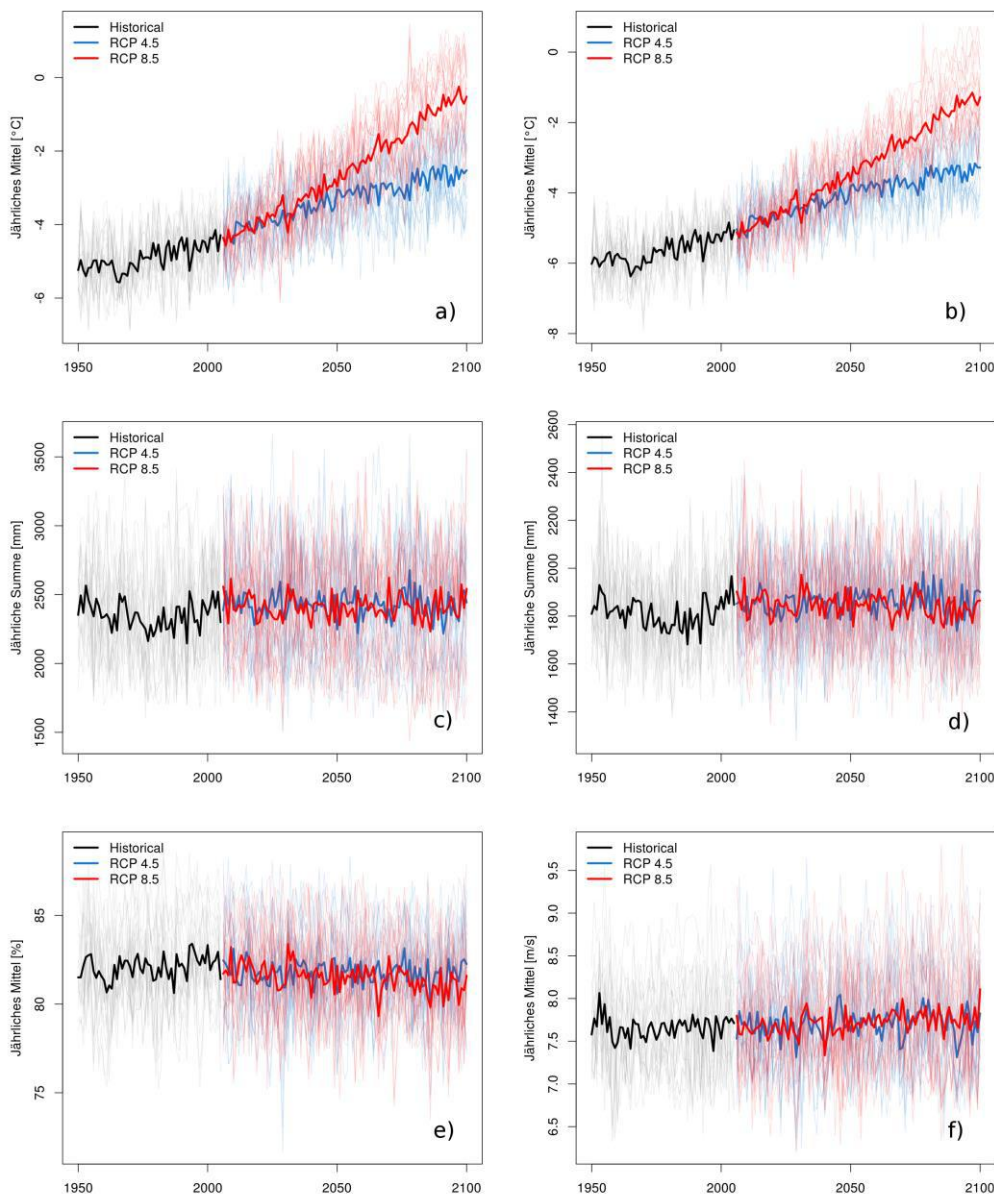 Historical
RCP 4.5
RCP 8.5
Jährliches Mittel [°C]
0
-2
-4
-6
a)
1950 2000 2050 2100
Historical
RCP 4.5
RCP 8.5
Jährliches Mittel [°C]
0
-2
-4
-6
-8
b)
1950 2000 2050 2100
Historical
RCP 4.5
RCP 8.5
Jährliche Summe [mm]
3500
3000
2500
2000
1500
c)
1950 2000 2050 2100
Historical
RCP 4.5
RCP 8.5
Jährliche Summe [mm]
2600
2400
2200
2000
1800
1600
1400
d)
1950 2000 2050 2100
Historical
RCP 4.5
RCP 8.5
Jährliches Mittel [%]
85
80
75
e)
1950 2000 2050 2100
Historical
RCP 4.5
RCP 8.5
Jährliches Mittel [m/s]
9.5
9.0
8.5
8.0
7.5
7.0
6.5
f)
1950 2000 2050 2100